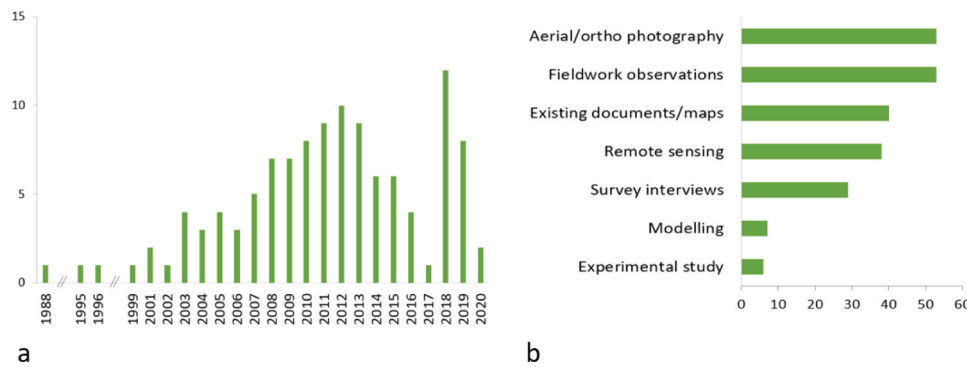 15
10
5
0
1988
1995
1996
1999
2001
2002
2003
2004
2005
2006
2007
2008
2009
2010
2011
2012
2013
2014
2015
2016
2017
2018
2019
2020
a
Aerial/ortho photography
Fieldwork observations
Existing documents/maps
Remote sensing
Survey interviews
Modelling
Experimental study
0 10 20 30 40 50 60
b